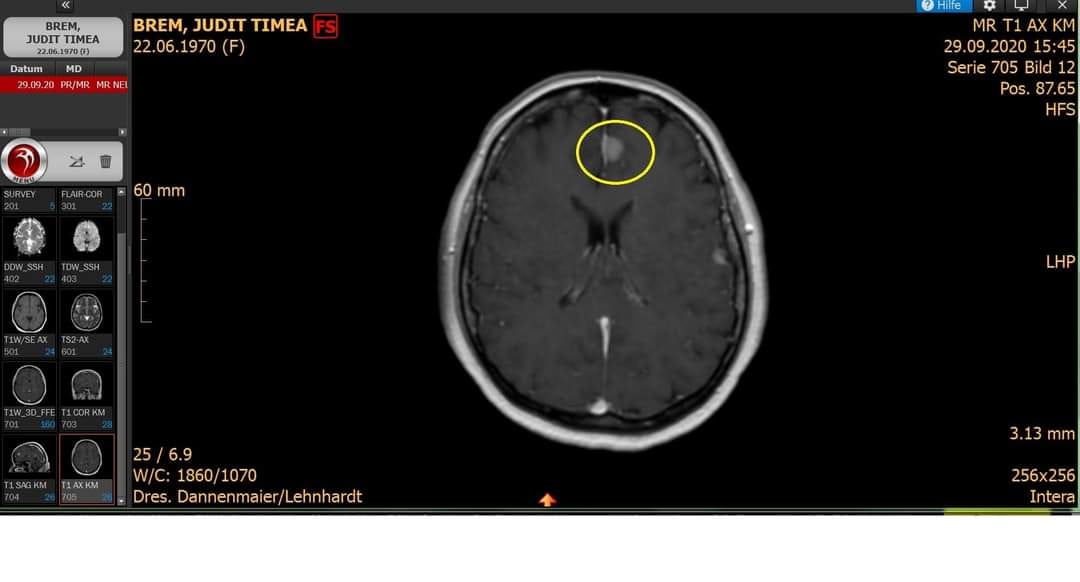 Hilfe
BREM,
JUDIT TIMEA
22.06.1970 (F)
Datum MD
29.09.20 PR/MR MR NEU
MENU
SURVEY
201 5
FLAIR-COR
301 22
DDW_SSH
402 22
TDW_SSH
403 22
T1W/SE AX
501 24
TS2-AX
601 24
T1W_3D_FFE
701 160
T1 COR KM
703 28
T1 SAG KM
704 26
T1 AX KM
705 26
BREM, JUDIT TIMEA FS
22.06.1970 (F)
60 mm
25 / 6.9
W/C: 1860/1070
Dres. Dannenmaier/Lehnhardt
MR T1 AX KM
29.09.2020 15:45
Serie 705 Bild 12
Pos. 87.65
HFS
LHP
3.13 mm
256x256
Intera